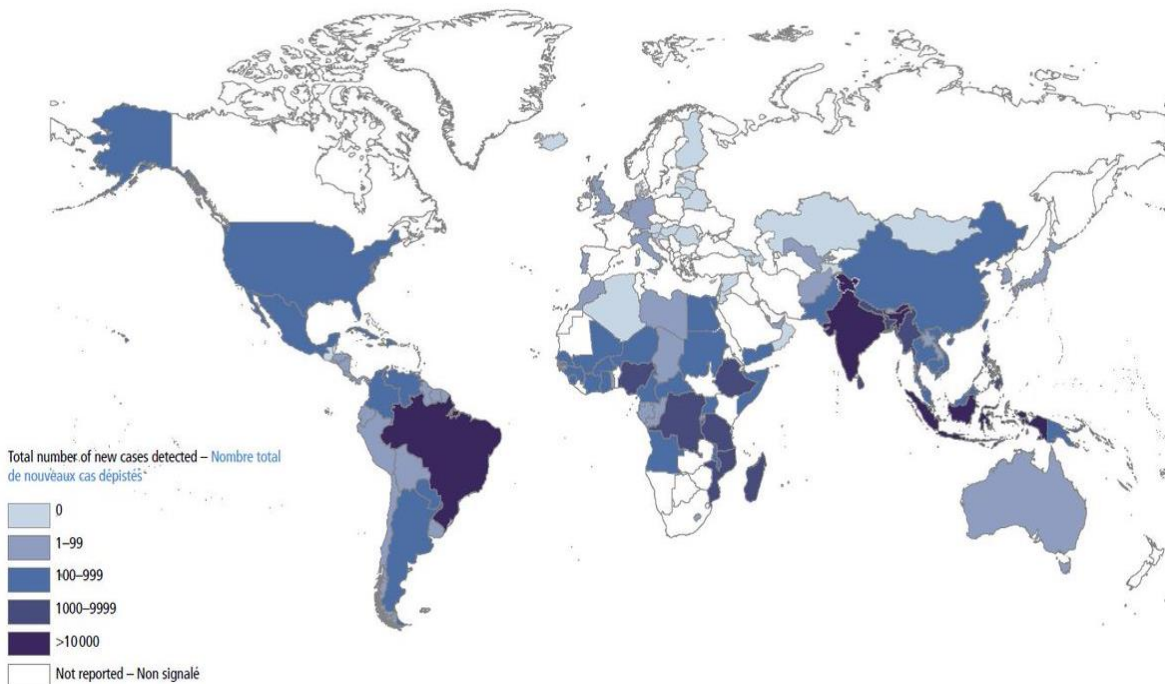 Total number of new cases detected – Nombre total
de nouveaux cas dépistés
0
1–99
100–999
1000–9999
>10 000
Not reported – Non signalé